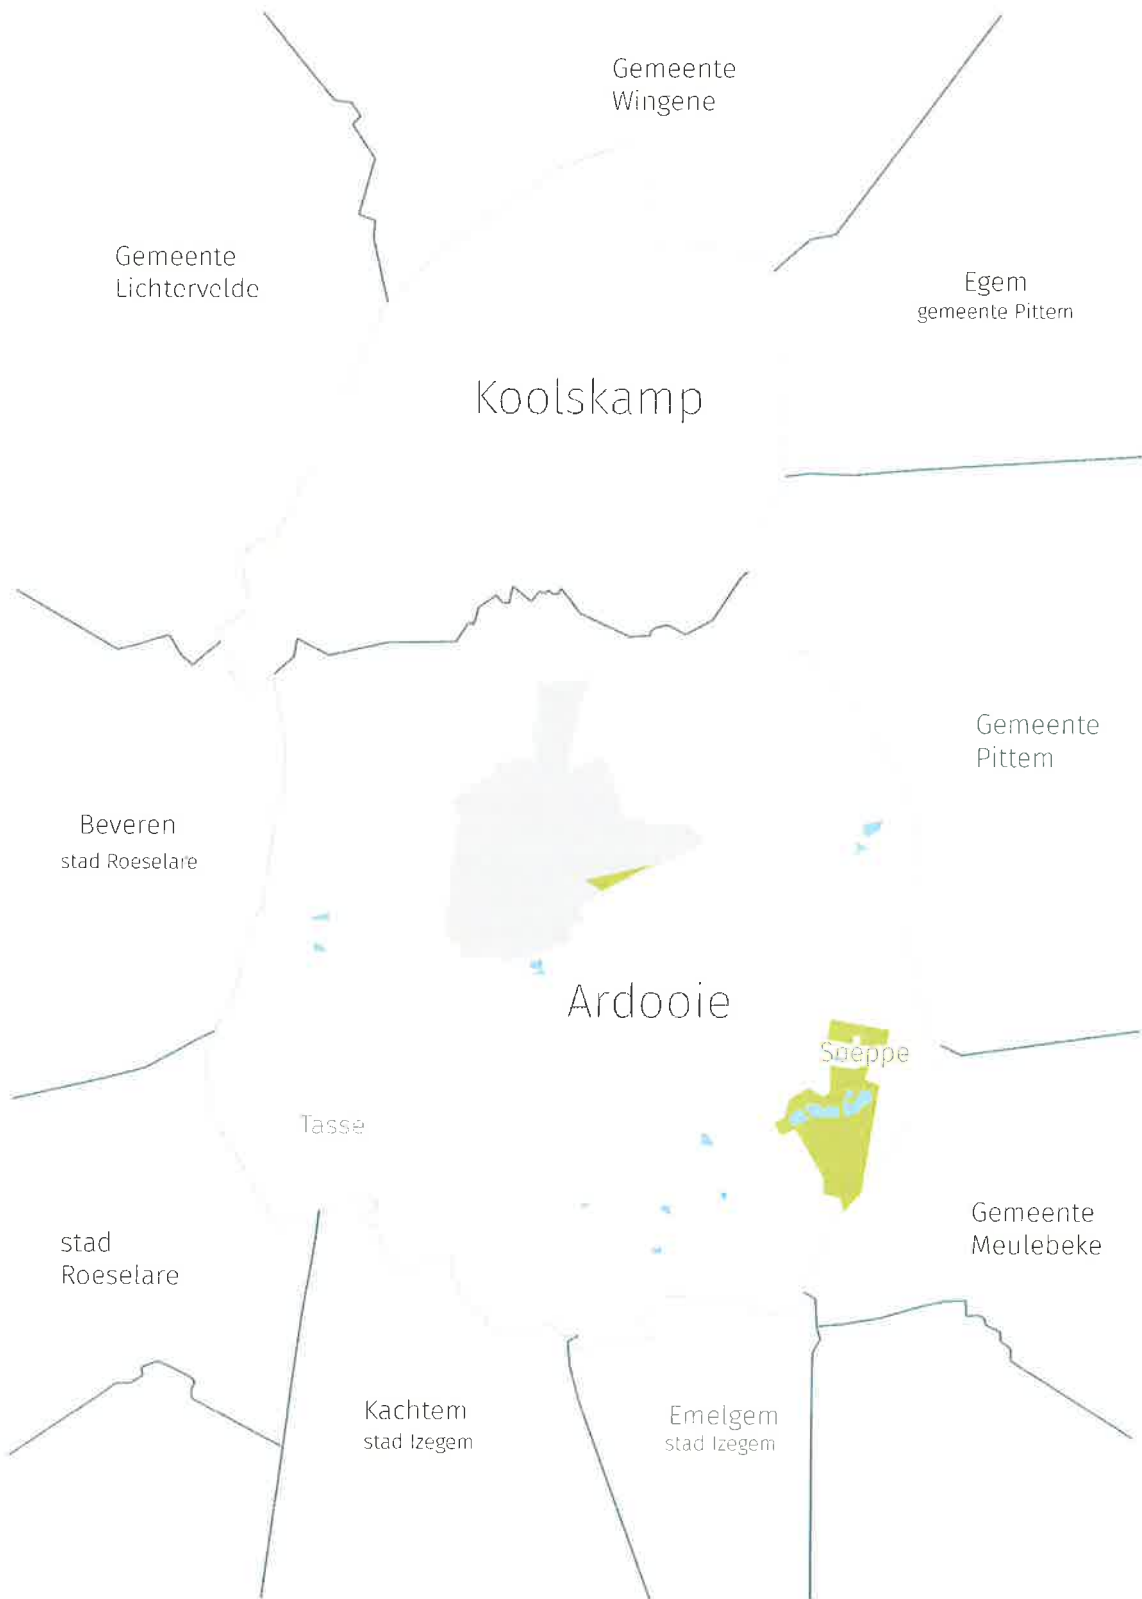 Gemeente
Wingene
Gemeente
Lichtervelde
Egem
gemeente Pittem
Koolskamp
Gemeente
Pittem
Beveren
stad Roeselare
Ardooie
Sneppe
Tasse
Gemeente
Meulebeke
stad
Roeselare
Kachtem
stad Izegem
Emelgem
stad Izegem